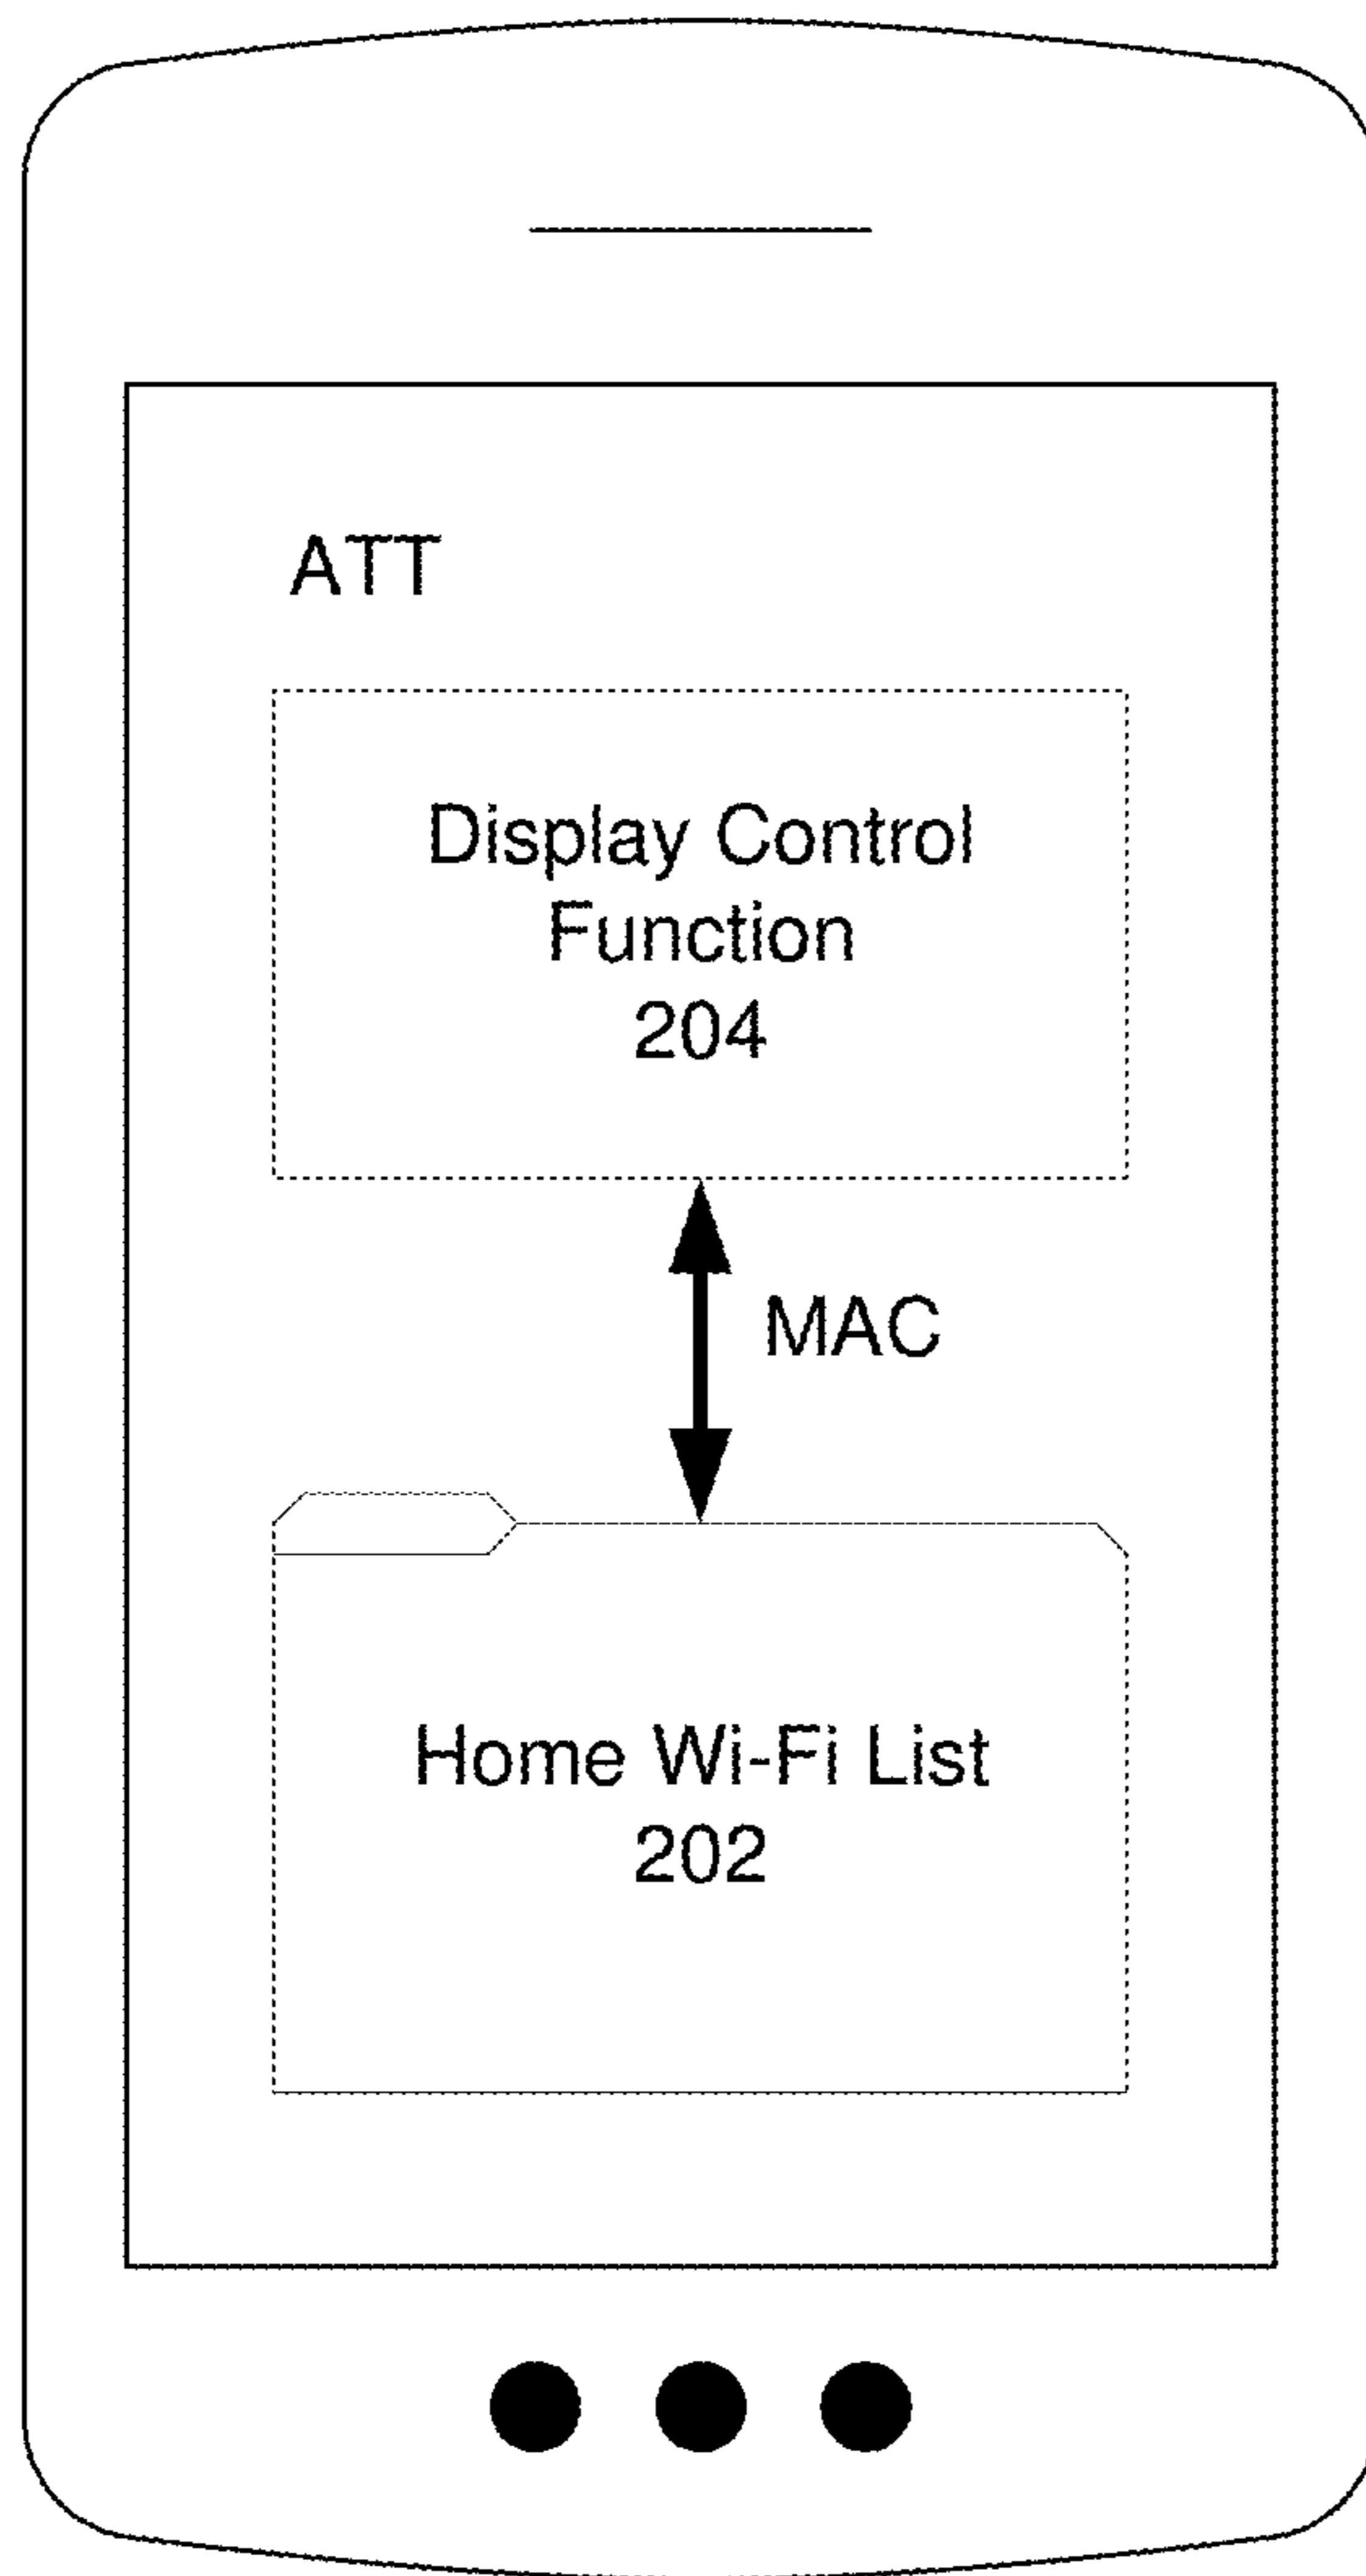 ATT
Display Control
Function
204
MAC
Home Wi-Fi List
202